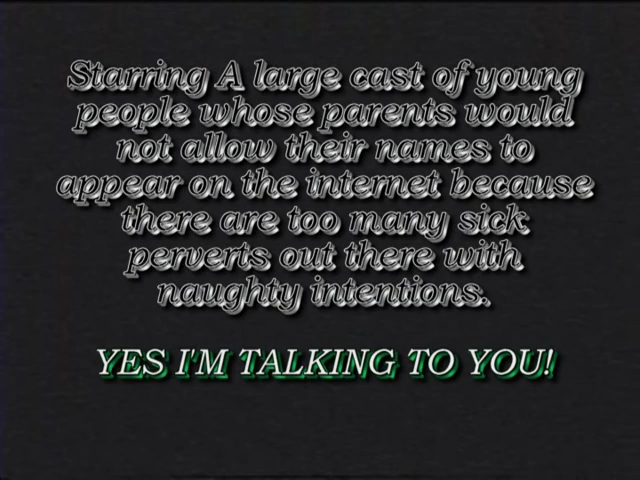 Starring A large cast of young
people whose parents would
not allow their names to
appear on the internet because
there are too many sick
perverts out there with
naughty intentions.
YES I'M TALKING TO YOU!